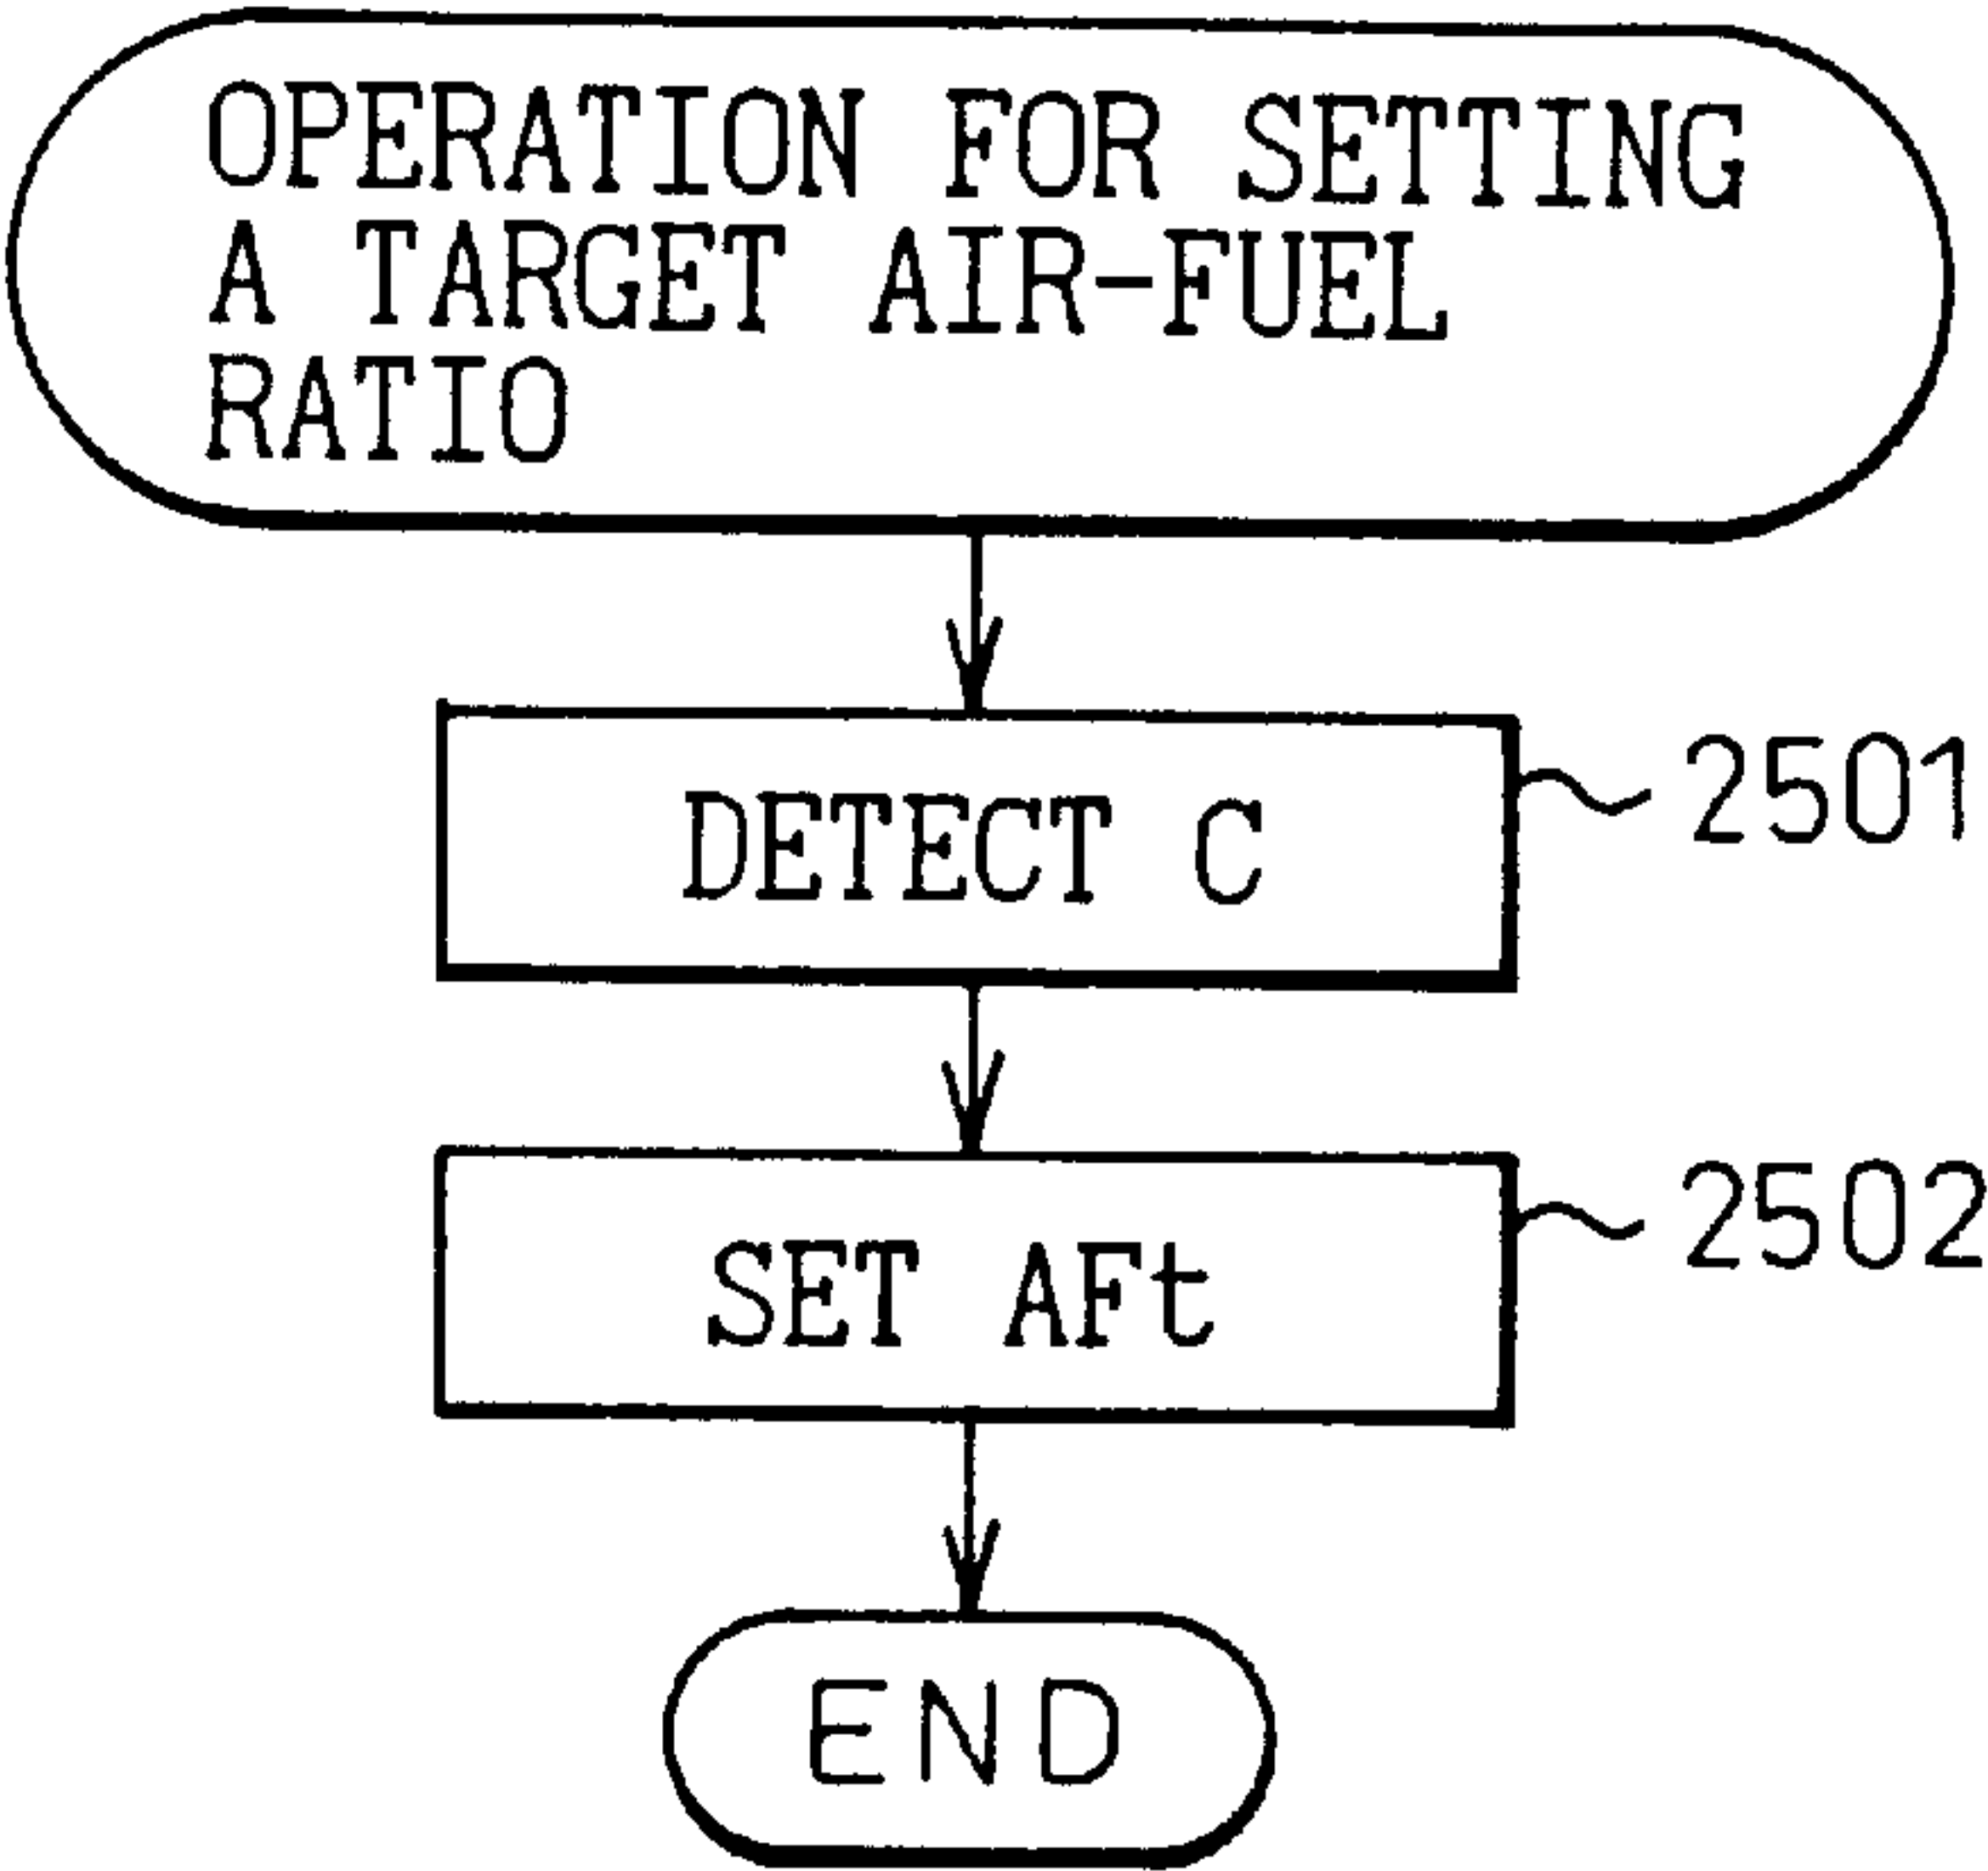 OPERATION FOR SETTING
A TARGET AIR-FUEL
RATIO
DETECT C
2501
SET AFt
2502
END